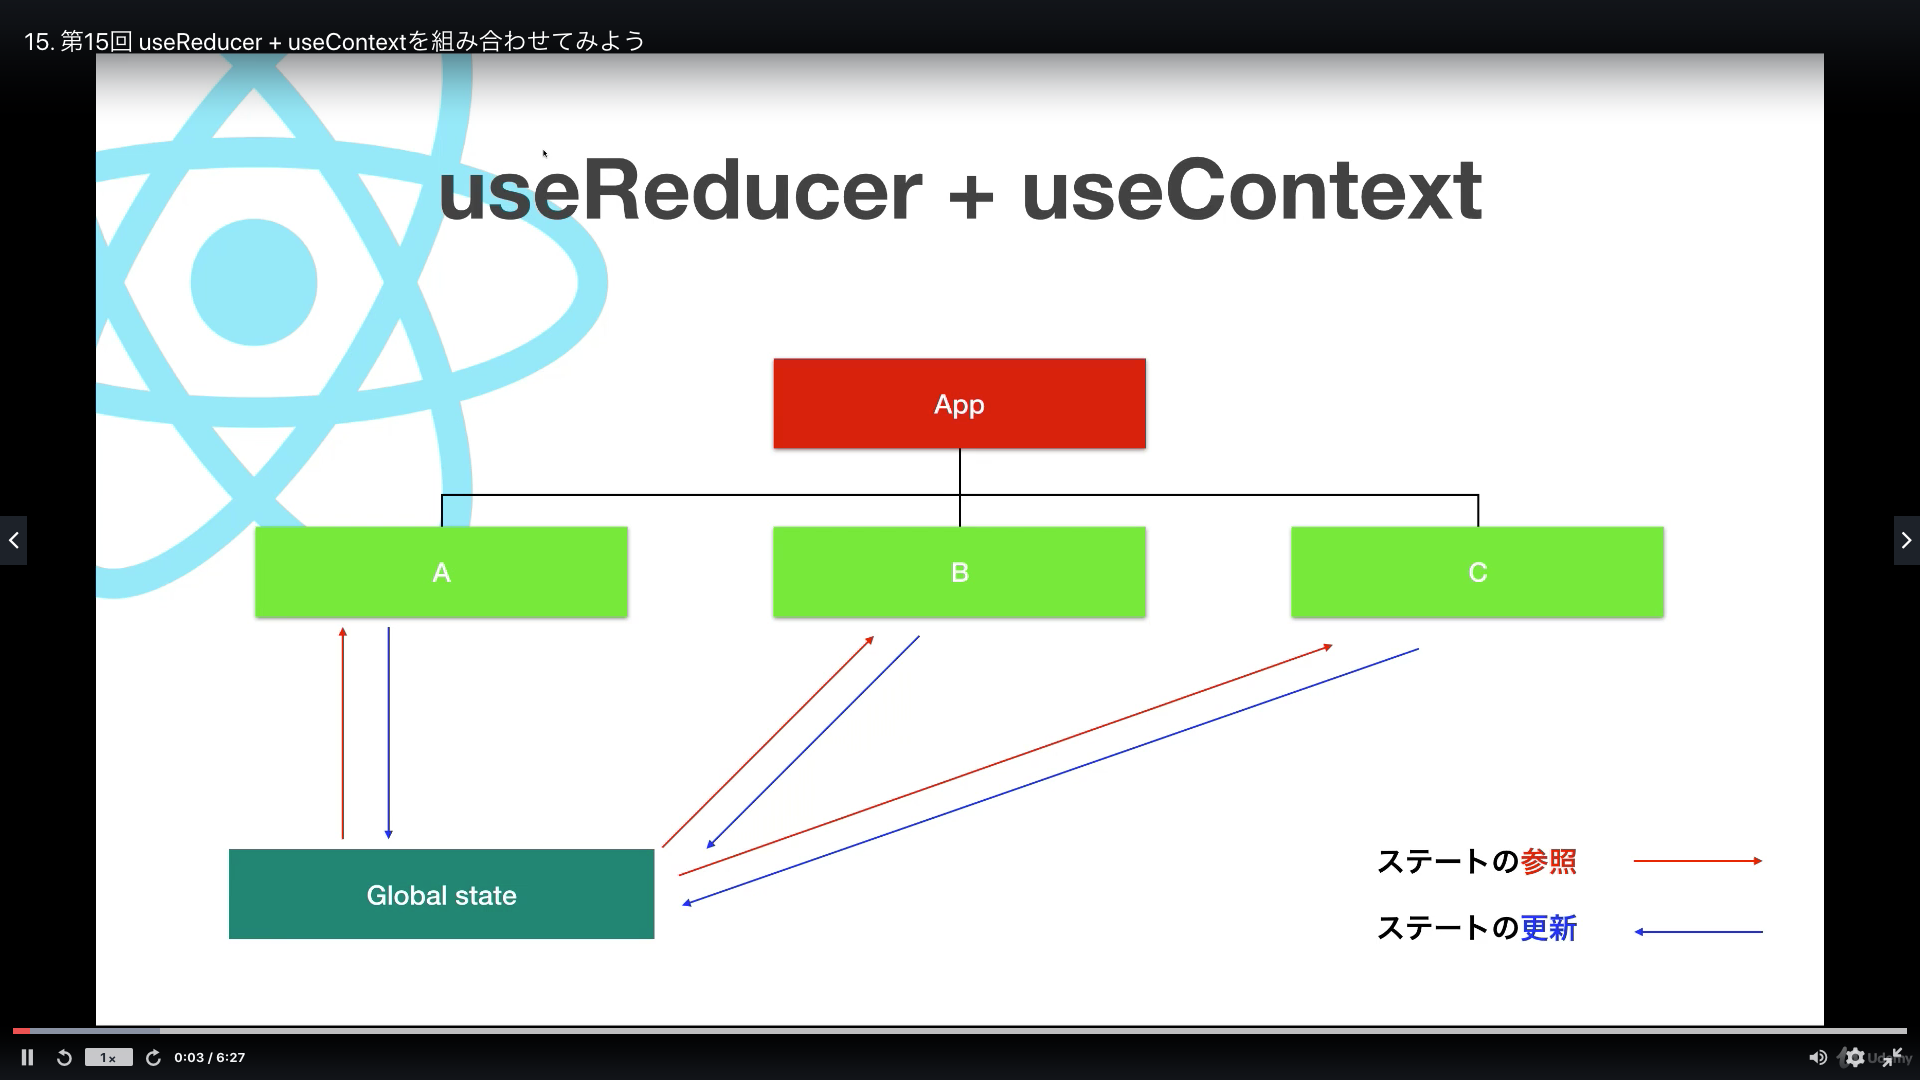 15. 第15回 useReducer + useContextを組み合わせてみよう
useReducer + useContext
App
A
B
C
Global state
ステートの参照
ステートの更新
1x
0:03 / 6:27
Udemy